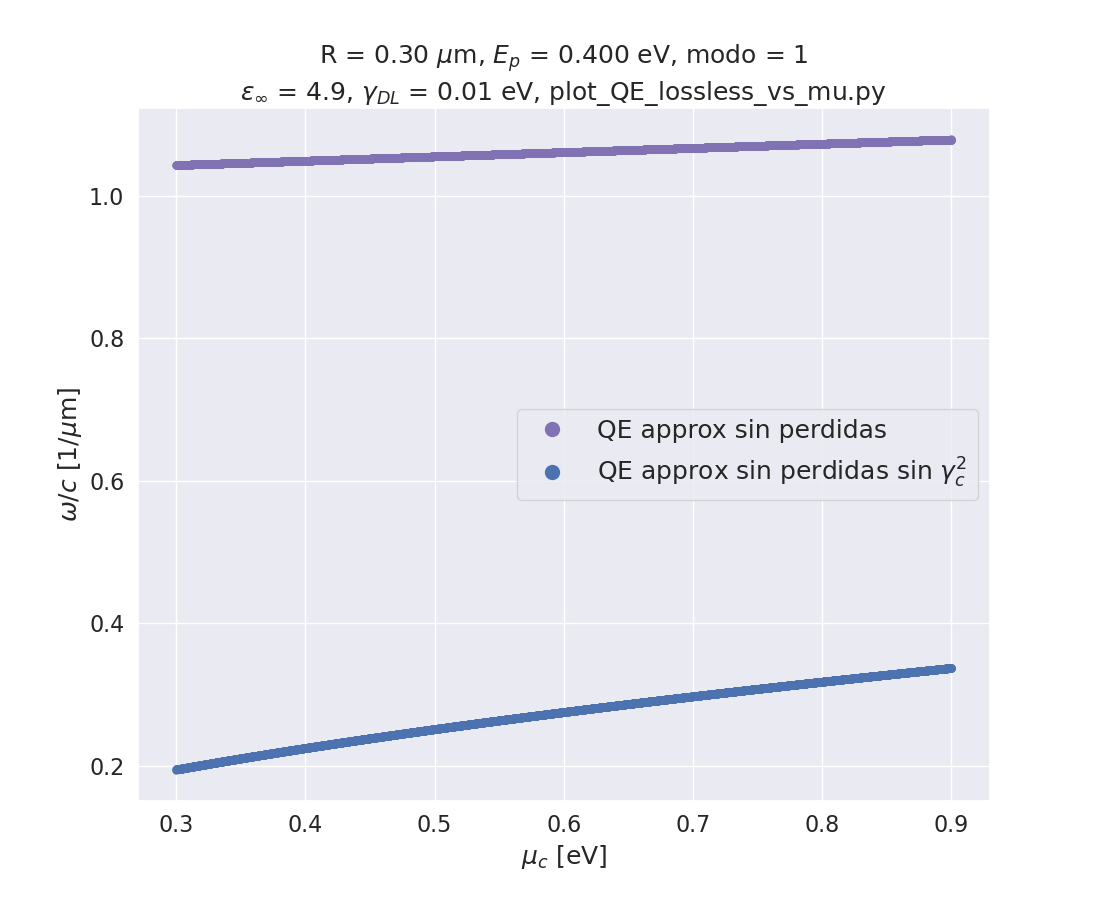 R = 0.30 μm, E_p = 0.400 eV, modo = 1
ε_∞ = 4.9, γ_DL = 0.01 eV, plot_QE_lossless_vs_mu.py
1.0
0.8
0.6
0.4
0.2
ω/c [1/μm]
QE approx sin perdidas
QE approx sin perdidas sin γ_c^2
0.3 0.4 0.5 0.6 0.7 0.8 0.9
μ_c [eV]